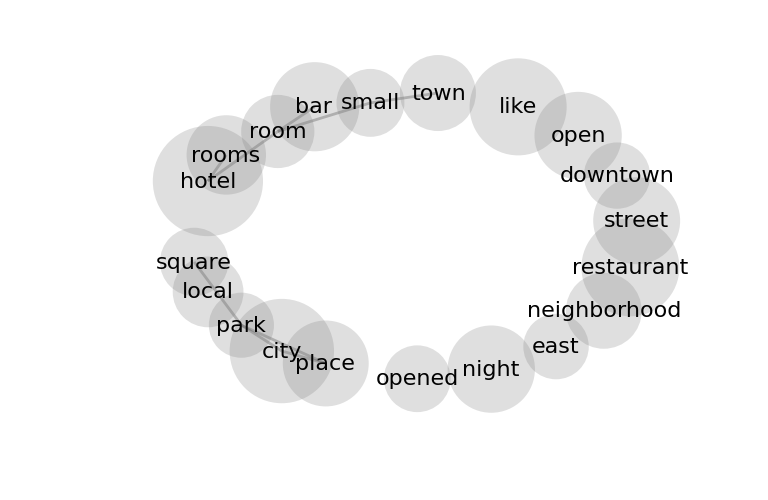 town
small
bar
like
room
open
rooms
downtown
hotel
street
square
restaurant
local
neighborhood
park
east
city
place
night
opened